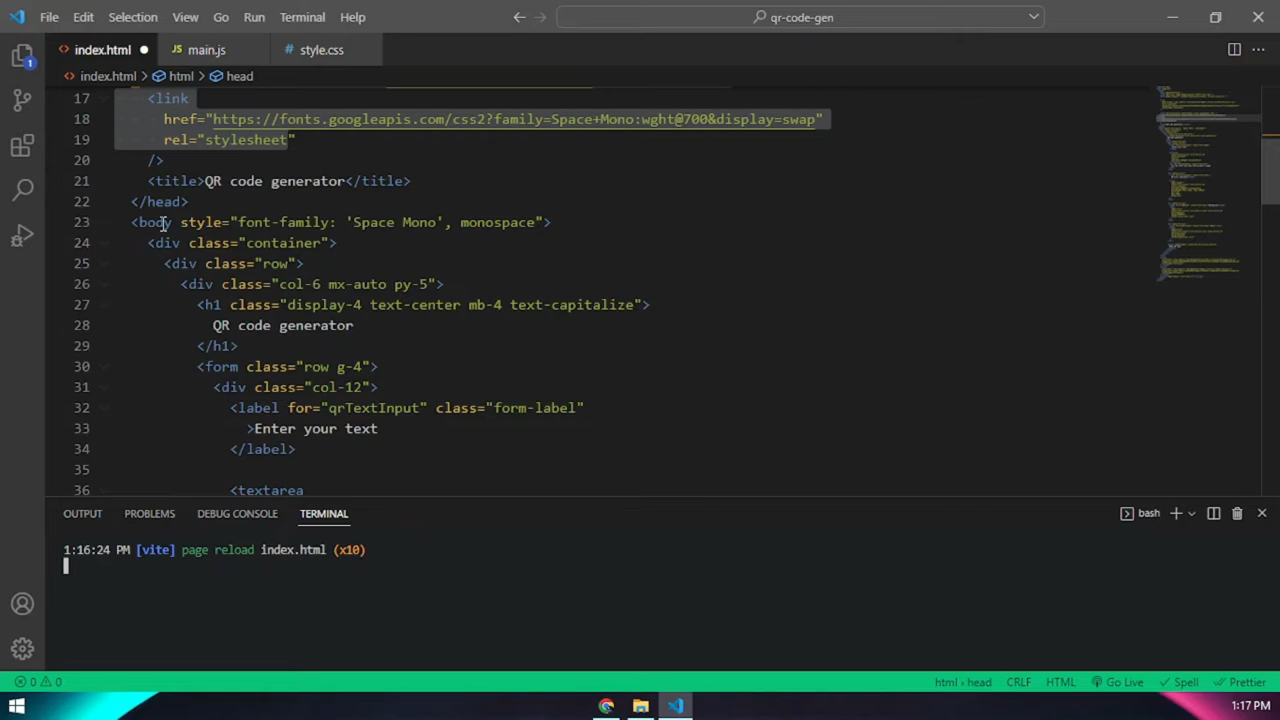 File Edit Selection View Go Run Terminal Help
qr-code-gen
index.html main.js style.css
index.html html head
17 <link
18 href="https://fonts.googleapis.com/css2?family=Space+Mono:wght@700&display=swap"
19 rel="stylesheet"
20 />
21 <title>QR code generator</title>
22 </head>
23 <body style="font-family: 'Space Mono', monospace">
24 <div class="container">
25 <div class="row">
26 <div class="col-6 mx-auto py-5">
27 <h1 class="display-4 text-center mb-4 text-capitalize">
28 QR code generator
29 </h1>
30 <form class="row g-4">
31 <div class="col-12">
32 <label for="qrTextInput" class="form-label"
33 >Enter your text
34 </label>
35
36 <textarea
OUTPUT PROBLEMS DEBUG CONSOLE TERMINAL bash
1:16:24 PM [vite] page reload index.html (x10)
0 0 html › head CRLF HTML Go Live Spell Prettier
1:17 PM